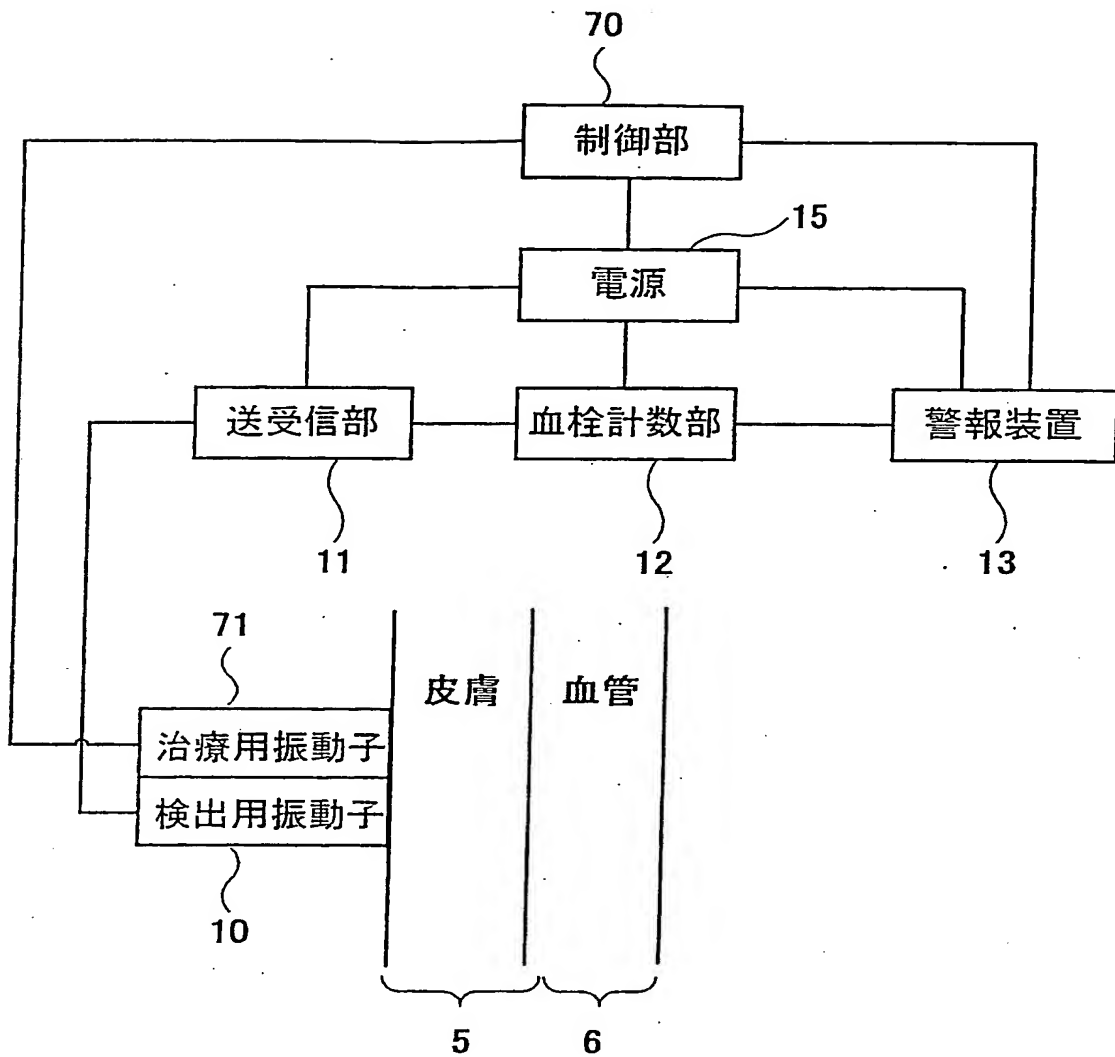 70
制御部
15
電源
送受信部
血栓計数部
警報装置
11
12
13
71
皮膚
血管
治療用振動子
検出用振動子
10
5
6